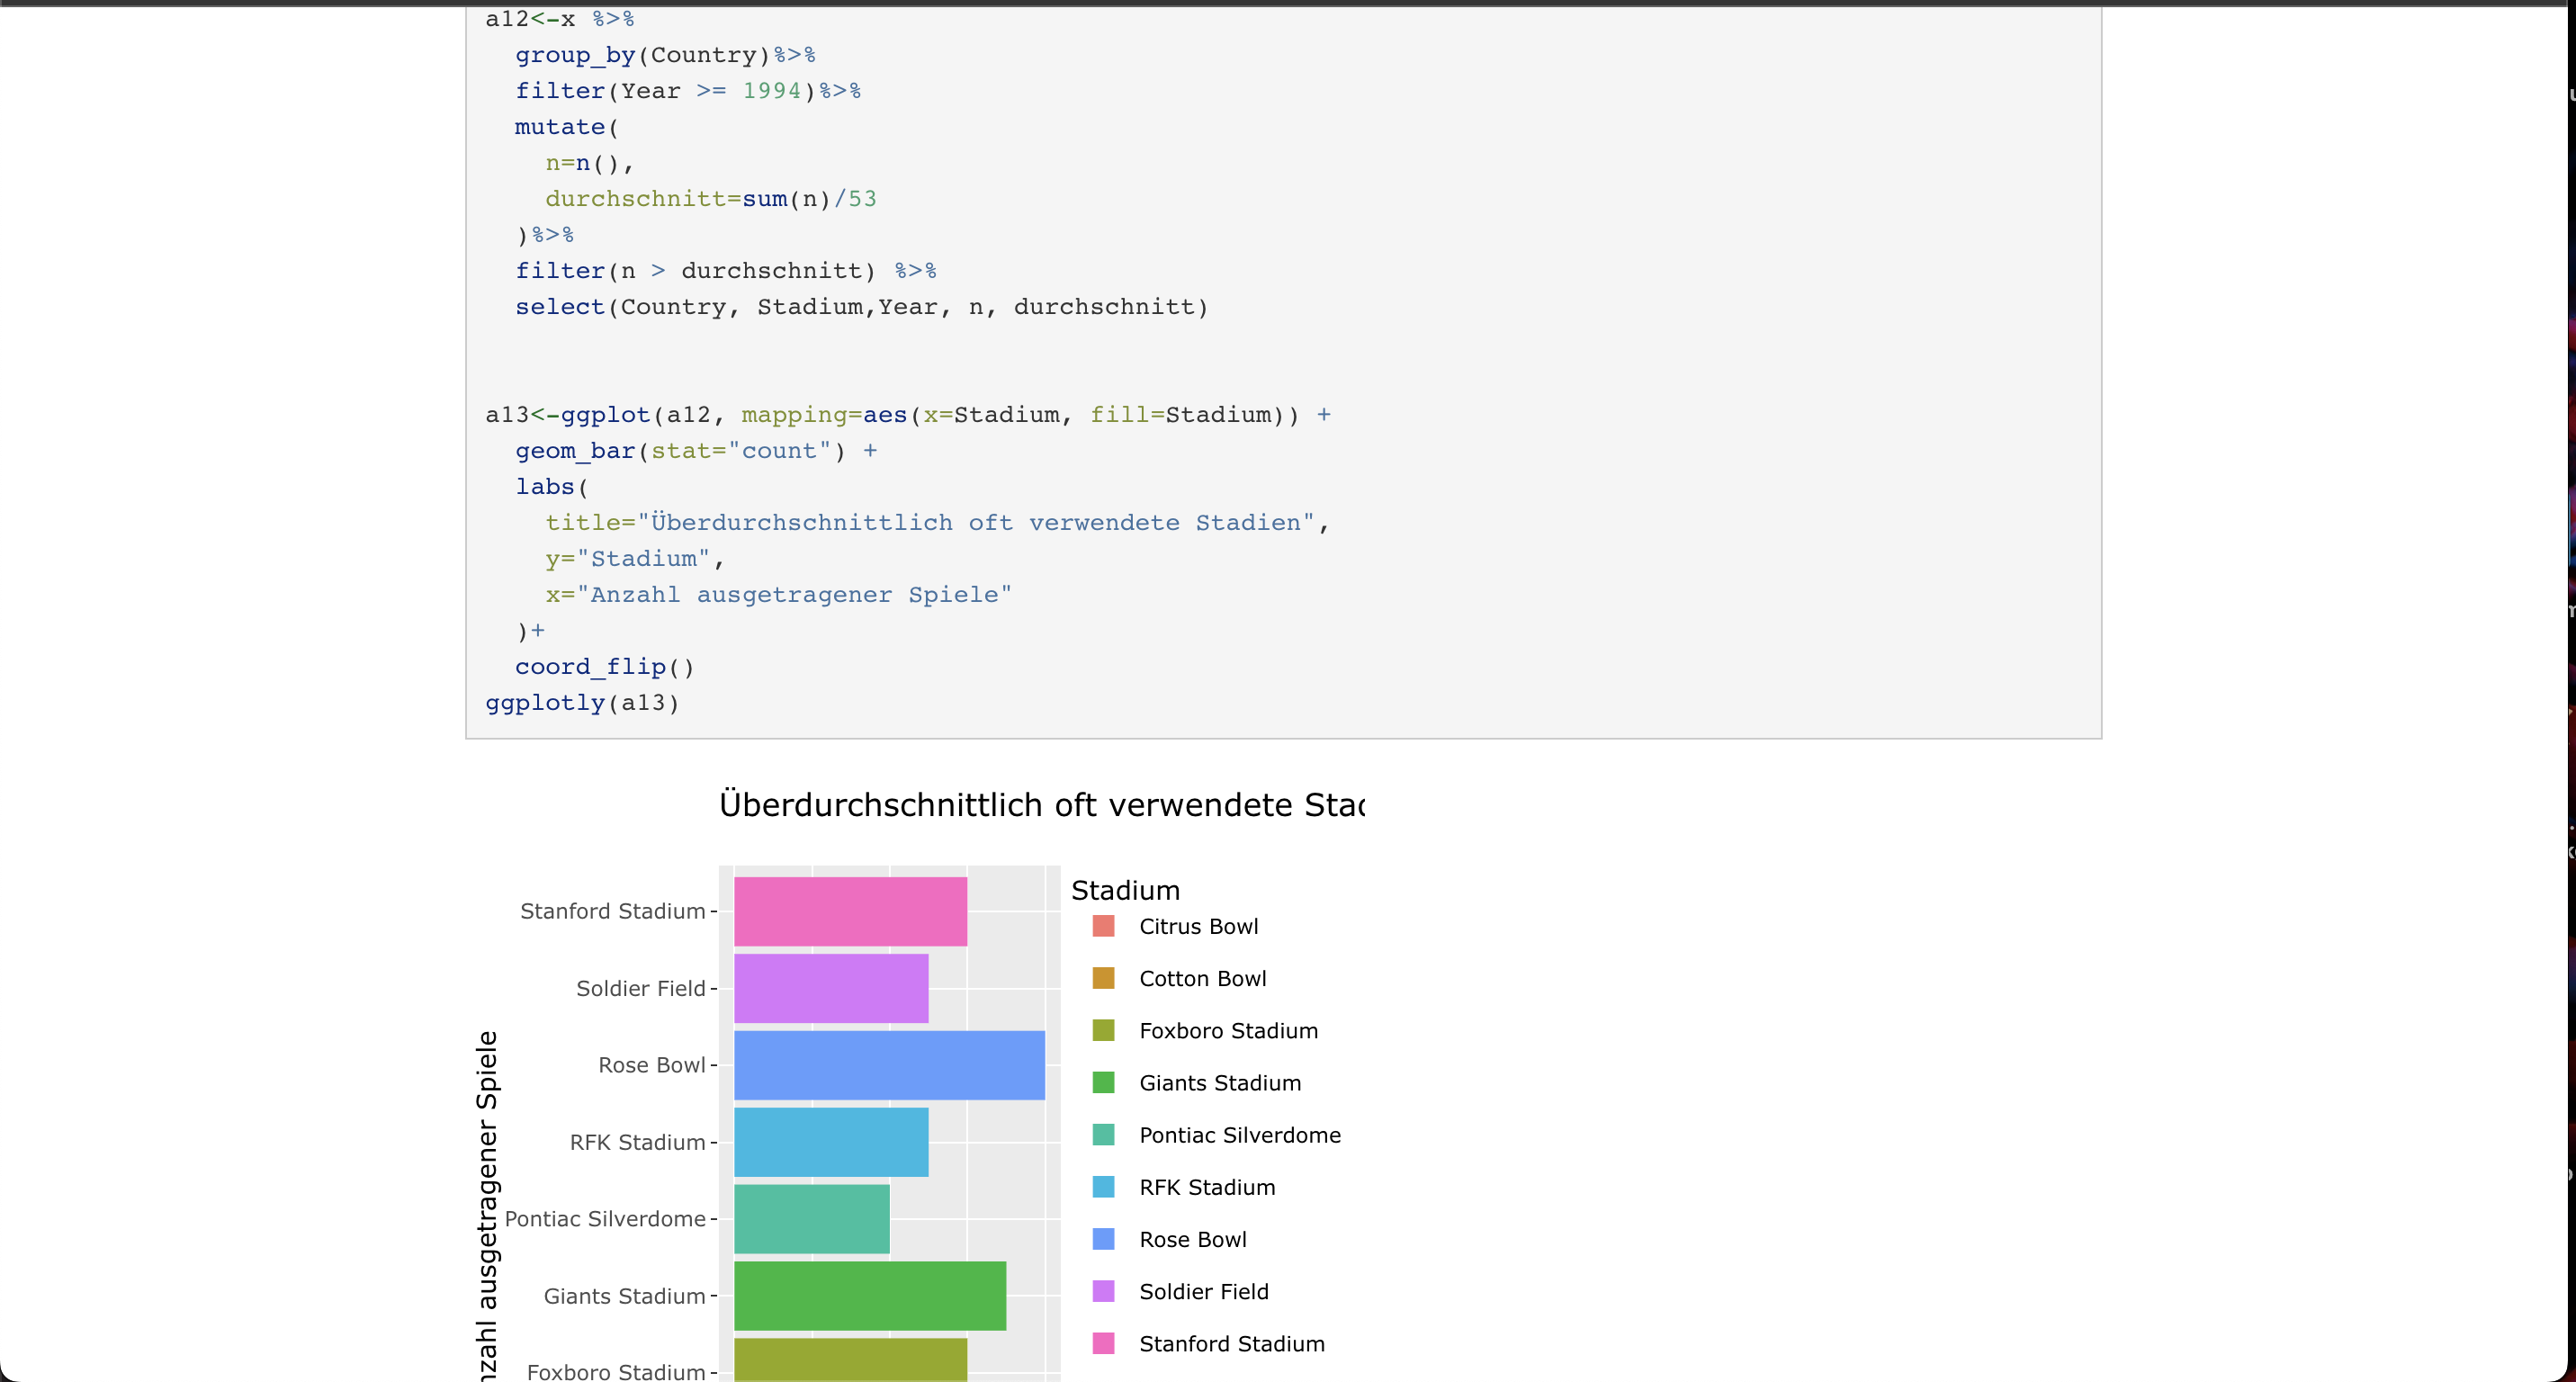 a12<-x %>%
  group_by(Country)%>%
  filter(Year >= 1994)%>%
  mutate(
    n=n(),
    durchschnitt=sum(n)/53
  )%>%
  filter(n > durchschnitt) %>%
  select(Country, Stadium,Year, n, durchschnitt)
a13<-ggplot(a12, mapping=aes(x=Stadium, fill=Stadium)) +
  geom_bar(stat="count") +
  labs(
    title="Überdurchschnittlich oft verwendete Stadien",
    y="Stadium",
    x="Anzahl ausgetragener Spiele"
  )+
  coord_flip()
ggplotly(a13)
Überdurchschnittlich oft verwendete
Stanford Stadium
Soldier Field
Rose Bowl
RFK Stadium
Pontiac Silverdome
Giants Stadium
Foxboro Stadium
ausgetragener Spiele
Stadium
Citrus Bowl
Cotton Bowl
Foxboro Stadium
Giants Stadium
Pontiac Silverdome
RFK Stadium
Rose Bowl
Soldier Field
Stanford Stadium